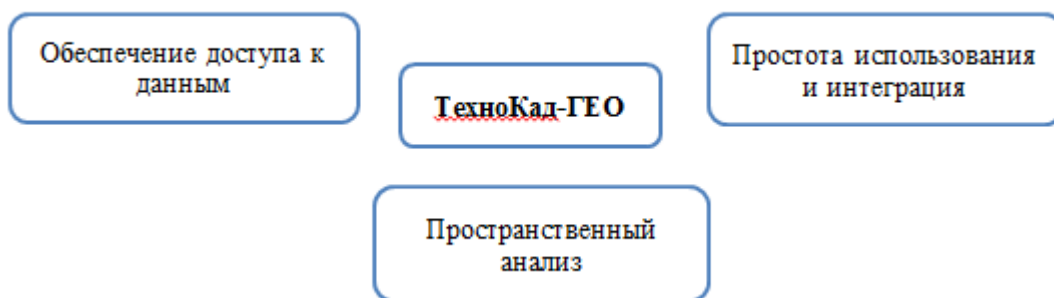 Обеспечение доступа к
данным
ТехноКад-ГЕО
Простота использования
и интеграция
Пространственный
анализ